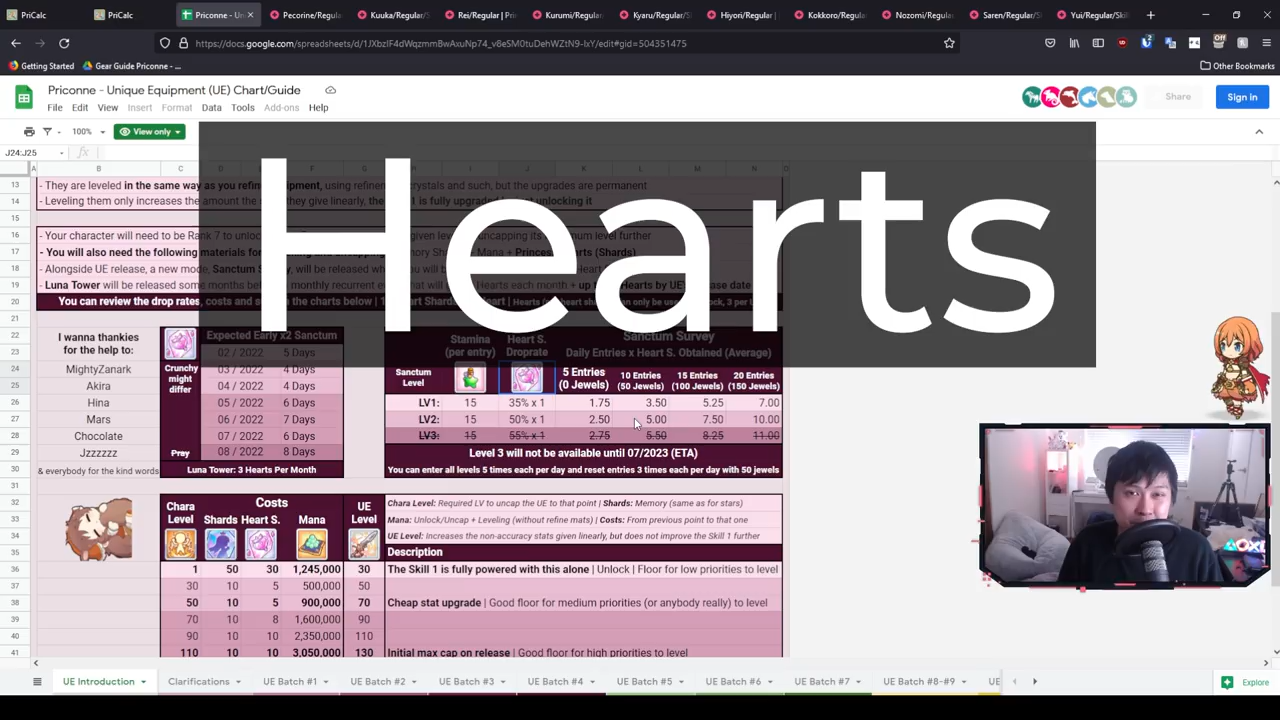 PriCalc
PriCalc
Priconne - Un
Pecorine/Regular
Kuuka/Regular/S
Rei/Regular | Pri
Kurumi/Regular
Kyaru/Regular/S
Hiyori/Regular |
Kokkoro/Regular
Nozomi/Regular
Saren/Regular/S
Yui/Regular/Skil
https://docs.google.com/spreadsheets/d/
/edit#gid=504351475
Getting Started
Gear Guide Priconne - ...
Other Bookmarks
Priconne - Unique Equipment (UE) Chart/Guide
Share
Sign in
File Edit View Insert Format Data Tools Add-ons Help
100%
View only
J24:J25
fx
Hearts
- They are leveled in the same way as you refine equipment, using refinement crystals and such, but the upgrades are permanent
- Leveling them only increases the amount
- Your character will need to be Rank 7 to
- You will also need the following materials
- Alongside UE release, a new mode, Sanctum
- Luna Tower will be released some months
You can review the drop rates, costs and
I wanna thankies
for the help to:
MightyZanark
Akira
Hina
Mars
Chocolate
Jzzzzzz
& everybody for the kind words
Expected Early x2 Sanctum
Crunchy
might
differ
Pray
02 / 2022 5 Days
03 / 2022 4 Days
04 / 2022 4 Days
05 / 2022 6 Days
06 / 2022 7 Days
07 / 2022 6 Days
08 / 2022 8 Days
Luna Tower: 3 Hearts Per Month
Sanctum
Level
Stamina
(per entry)
Heart S.
Droprate
Sanctum Survey
Daily Entries x Heart S. Obtained (Average)
5 Entries
(0 Jewels)
10 Entries
(50 Jewels)
15 Entries
(100 Jewels)
20 Entries
(150 Jewels)
LV1: 15 35% x 1 1.75 3.50 5.25 7.00
LV2: 15 50% x 1 2.50 5.00 7.50 10.00
LV3: 15 55% x 1 2.75 5.50 8.25 11.00
Level 3 will not be available until 07/2023 (ETA)
You can enter all levels 5 times each per day and reset entries 3 times each per day with 50 jewels
Chara
Level
Costs
Shards Heart S. Mana
UE
Level
1 50 30 1,245,000 30
30 10 5 500,000 50
50 10 5 900,000 70
70 10 8 1,600,000 90
90 10 10 2,350,000 110
110 10 10 3,050,000 130
Chara Level: Required LV to uncap the UE to that point | Shards: Memory (same as for stars)
Mana: Unlock/Uncap + Leveling (without refine mats) | Costs: From previous point to that one
UE Level: Increases the non-accuracy stats given linearly, but does not improve the Skill 1 further
Description
The Skill 1 is fully powered with this alone | Unlock | Floor for low priorities to level
Cheap stat upgrade | Good floor for medium priorities (or anybody really) to level
Initial max cap on release | Good floor for high priorities to level
UE Introduction
Clarifications
UE Batch #1
UE Batch #2
UE Batch #3
UE Batch #4
UE Batch #5
UE Batch #6
UE Batch #7
UE Batch #8-#9
UE
Explore